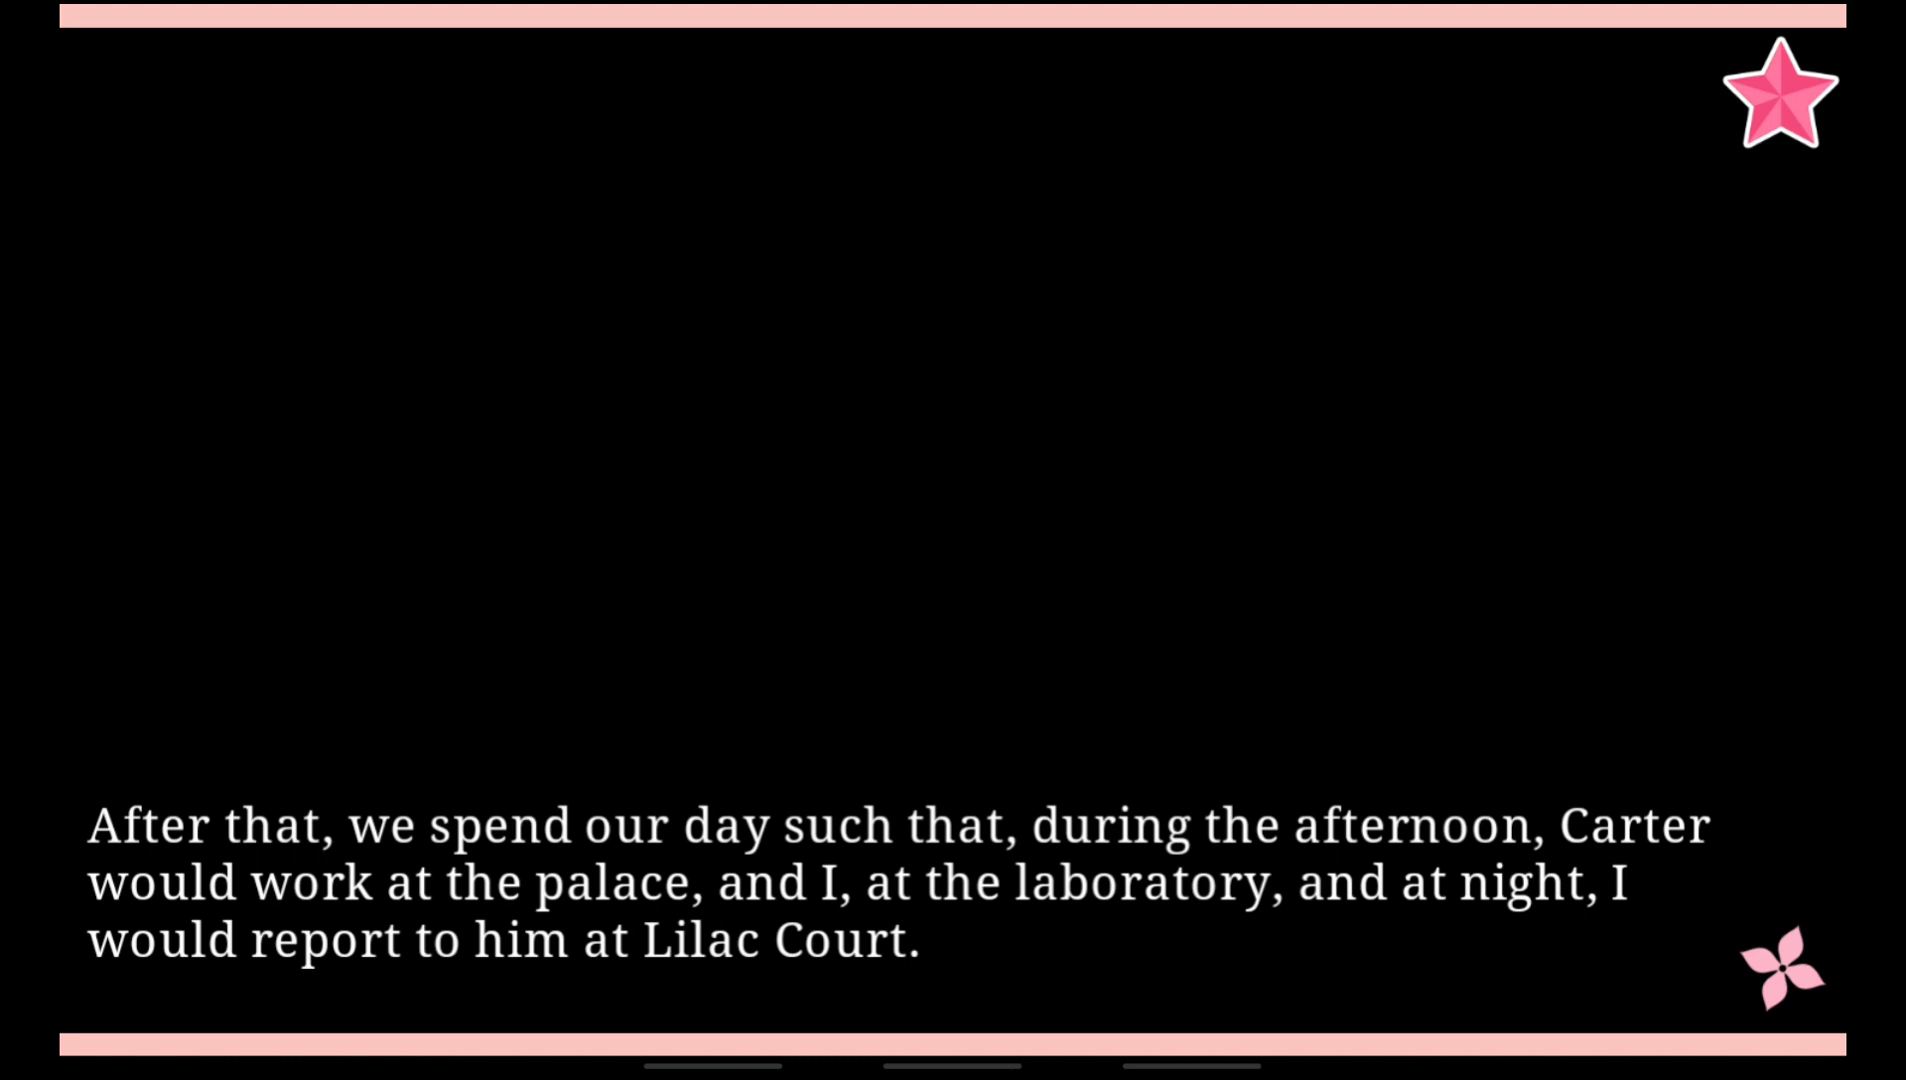 After that, we spend our day such that, during the afternoon, Carter
would work at the palace, and I, at the laboratory, and at night, I
would report to him at Lilac Court.